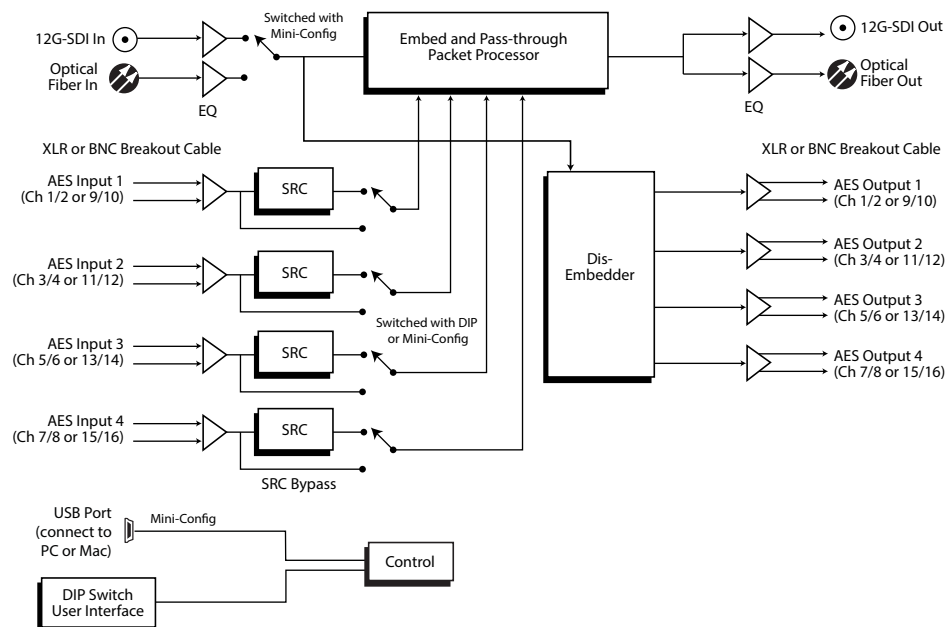 Switched with
Mini-Config
12G-SDI In
Optical
Fiber In
EQ
Embed and Pass-through
Packet Processor
12G-SDI Out
Optical
Fiber Out
EQ
XLR or BNC Breakout Cable
AES Input 1
(Ch 1/2 or 9/10)
SRC
AES Input 2
(Ch 3/4 or 11/12)
SRC
AES Input 3
(Ch 5/6 or 13/14)
SRC
AES Input 4
(Ch 7/8 or 15/16)
SRC
SRC Bypass
Switched with DIP
or Mini-Config
Dis-
Embedder
XLR or BNC Breakout Cable
AES Output 1
(Ch 1/2 or 9/10)
AES Output 2
(Ch 3/4 or 11/12)
AES Output 3
(Ch 5/6 or 13/14)
AES Output 4
(Ch 7/8 or 15/16)
USB Port
(connect to
PC or Mac)
Mini-Config
Control
DIP Switch
User Interface